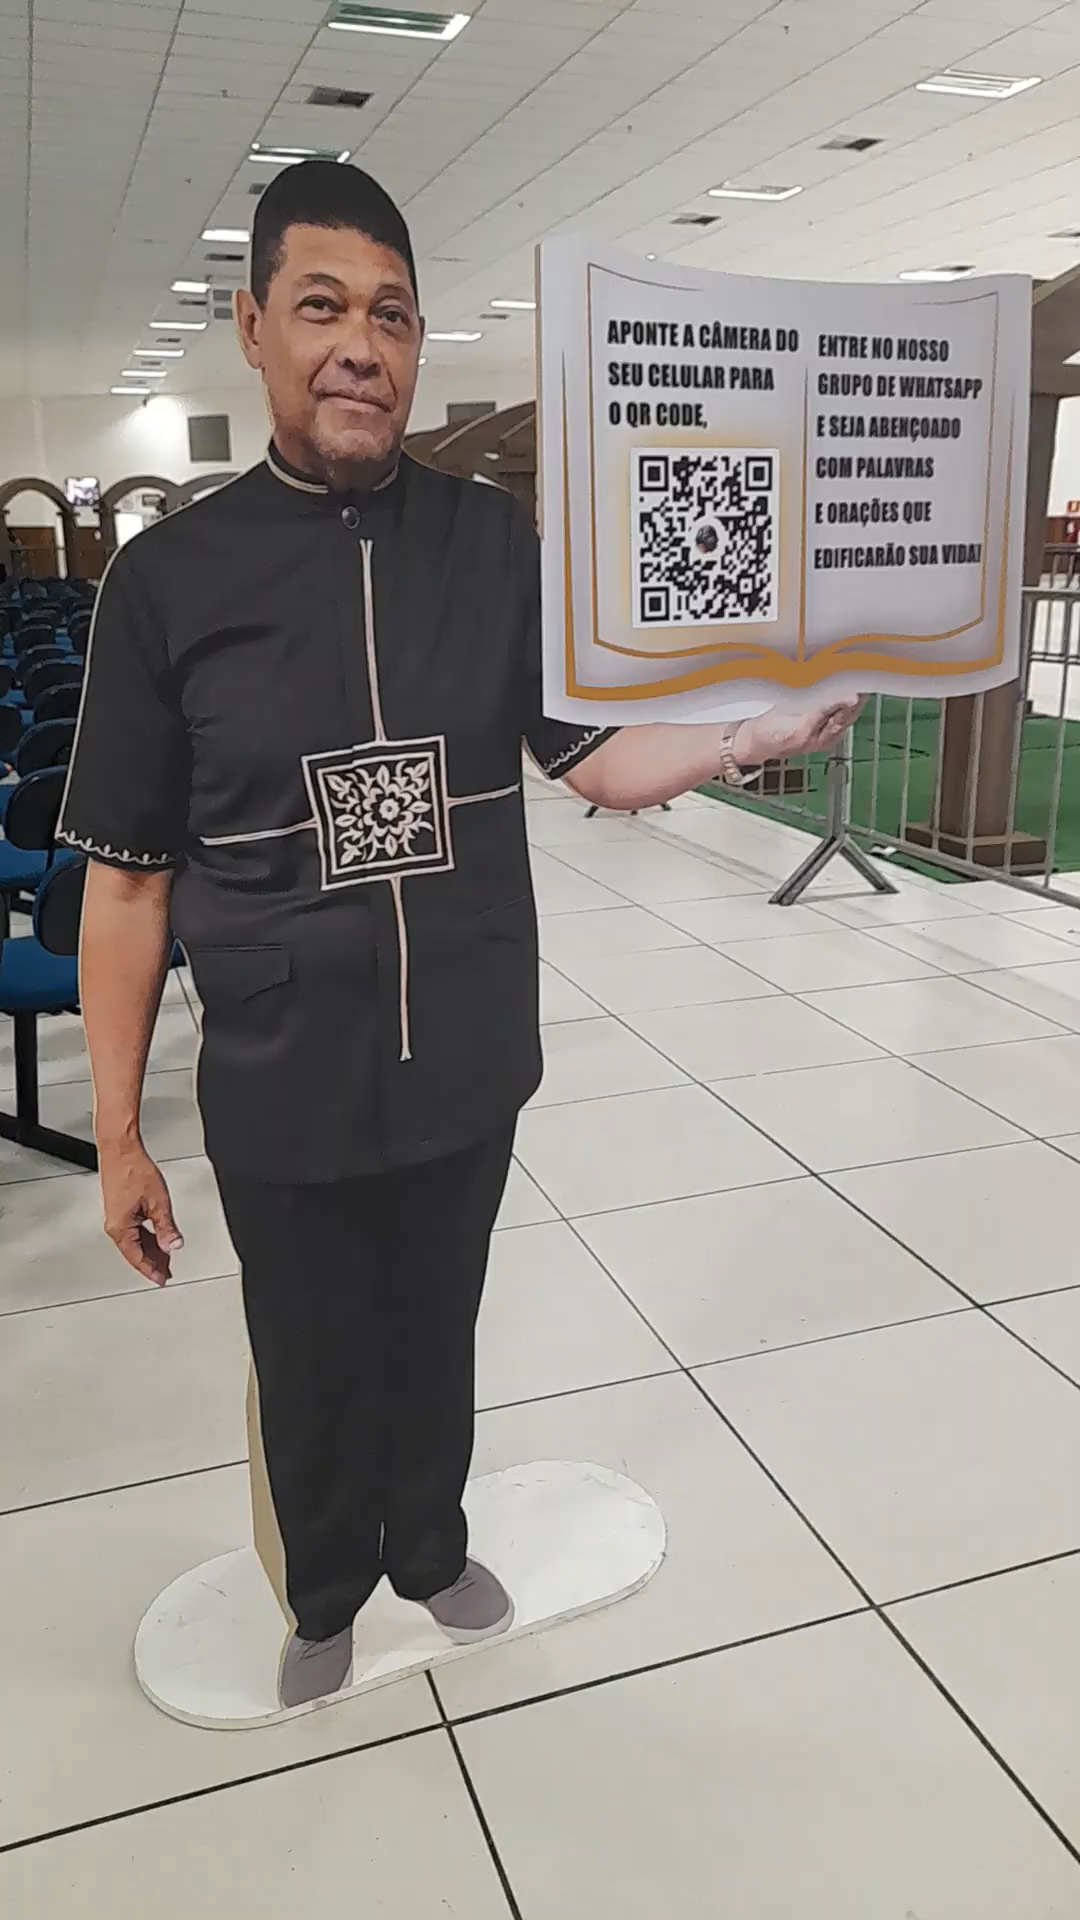 APONTE A CÂMERA DO
SEU CELULAR PARA
O QR CODE,
ENTRE NO NOSSO
GRUPO DE WHATSAPP
E SEJA ABENÇOADO
COM PALAVRAS
E ORAÇÕES QUE
EDIFICARÃO SUA VIDA!